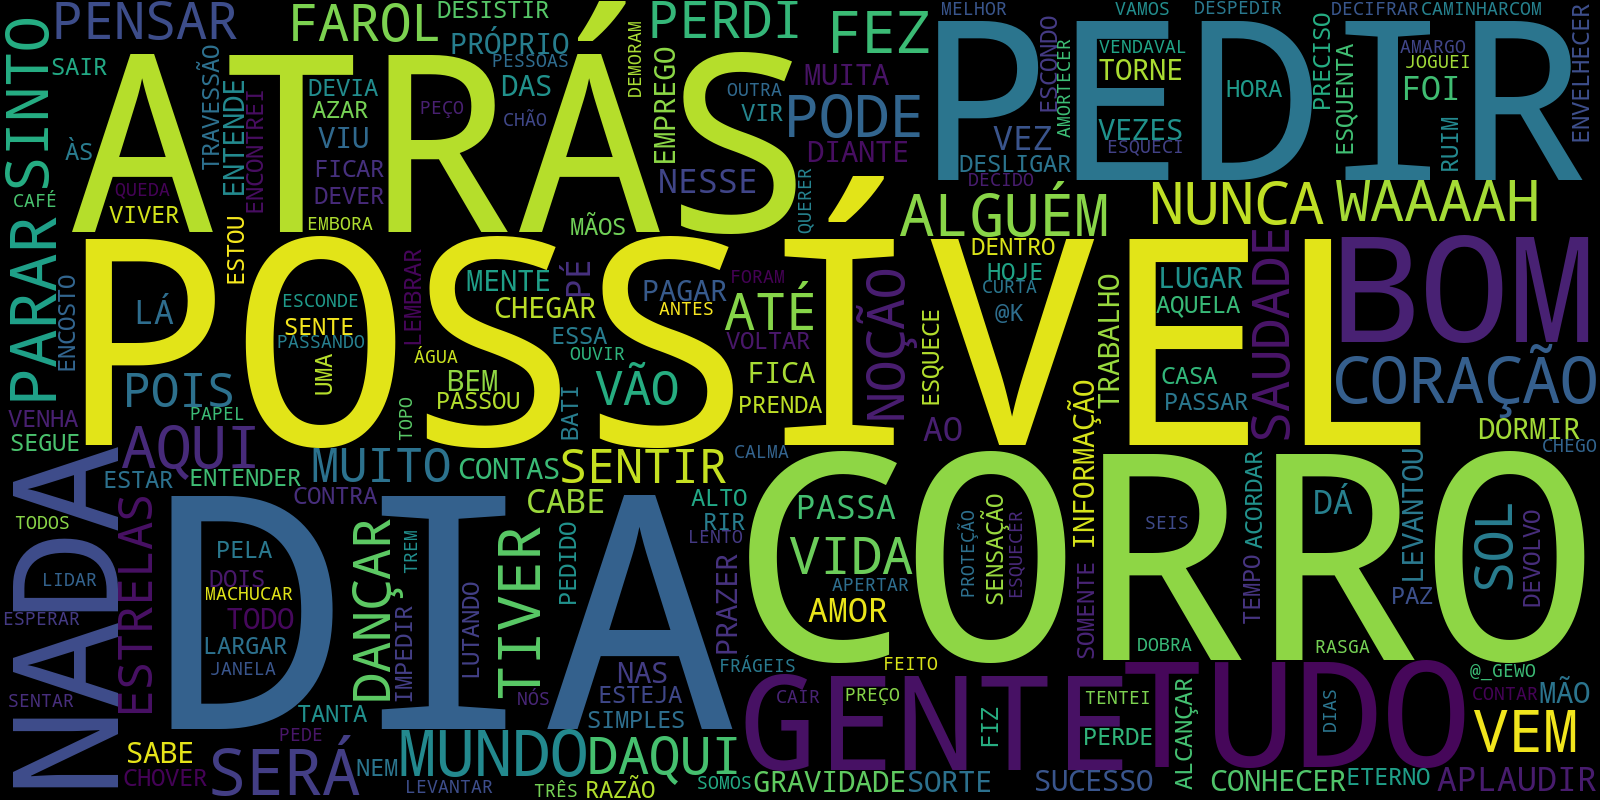 PENSAR
FAROL
DESISTIR
PERDI
FEZ
MELHOR
VAMOS
DESPEDIR
DECIFRAR
CAMINHARCOM
SINTO
SAIR
PRÓPRIO
PESSOAS
DEMORAM
ATRÁS
PEDIR
ESCONDO
VENDAVAL
PRECISO
AMARGO
ENVELHECER
TRAVESSÃO
ENTENDE
ENCONTREI
DEVIA
AZAR
VIU
PEÇO
DAS
CHÃO
EMPREGO
OUTRA
VIR
MUITA
PODE
AMORTECER
TORNE
HORA
ESQUENTA
JOGUEI
FOI
ÀS
FICAR
DEVER
NESSE
DIANTE
VEZ
VEZES
ESQUECI
DESLIGAR
DECIDO
RUIM
CAFÉ
QUEDA
VIVER
EMBORA
MÃOS
QUERER
ALGUÉM
NUNCA
WAAAAH
PARAR
ESTOU
POSSÍVEL
DENTRO
BOM
ENCOSTO
LÁ
ESCONDE
SENTE
PASSANDO
UMA
LEMBRAR
MENTE
PÉ
CHEGAR
PAGAR
FORAM
ANTES
ATÉ
NOÇÃO
HOJE
CURTA
@K
LUGAR
AQUELA
SAUDADE
ESSA
OUVIR
VOLTAR
ESQUECE
TRABALHO
ÁGUA
CORAÇÃO
POIS
BEM
PASSOU
VÃO
FICA
PRENDA
CASA
PASSAR
VENHA
PAPEL
TOPO
BATI
AO
INFORMAÇÃO
DORMIR
SEGUE
AQUI
CALMA
CHEGO
NADA
ESTAR
ENTENDER
MUITO
CONTAS
SENTIR
CORRO
ACORDAR
LEVANTOU
TODOS
ESTRELAS
DIA
CONTRA
CABE
ALTO
RIR
LENTO
PASSA
PROTEÇÃO
SENSAÇÃO
ESQUECER
SEIS
DÁ
SOL
DEVOLVO
PELA
DANÇAR
TREM
TIVER
PEDIDO
VIDA
LIDAR
DOIS
MACHUCAR
TODO
LUTANDO
PRAZER
APERTAR
AMOR
SOMENTE
TEMPO
PAZ
ESPERAR
LARGAR
JANELA
IMPEDIR
FRÁGEIS
FEITO
DOBRA
RASGA
SENTAR
NÓS
NAS
ESTEJA
SIMPLES
GENTE
CAIR
PREÇO
TENTEI
TUDO
DIAS
@_GEWO
CONTAR
MÃO
TANTA
PEDE
FIZ
PERDE
ALCANÇAR
VEM
SABE
CHOVER
SERÁ
NEM
MUNDO
DAQUI
LEVANTAR
TRÊS
RAZÃO
SOMOS
GRAVIDADE
SORTE
SUCESSO
CONHECER
ETERNO
APLAUDIR